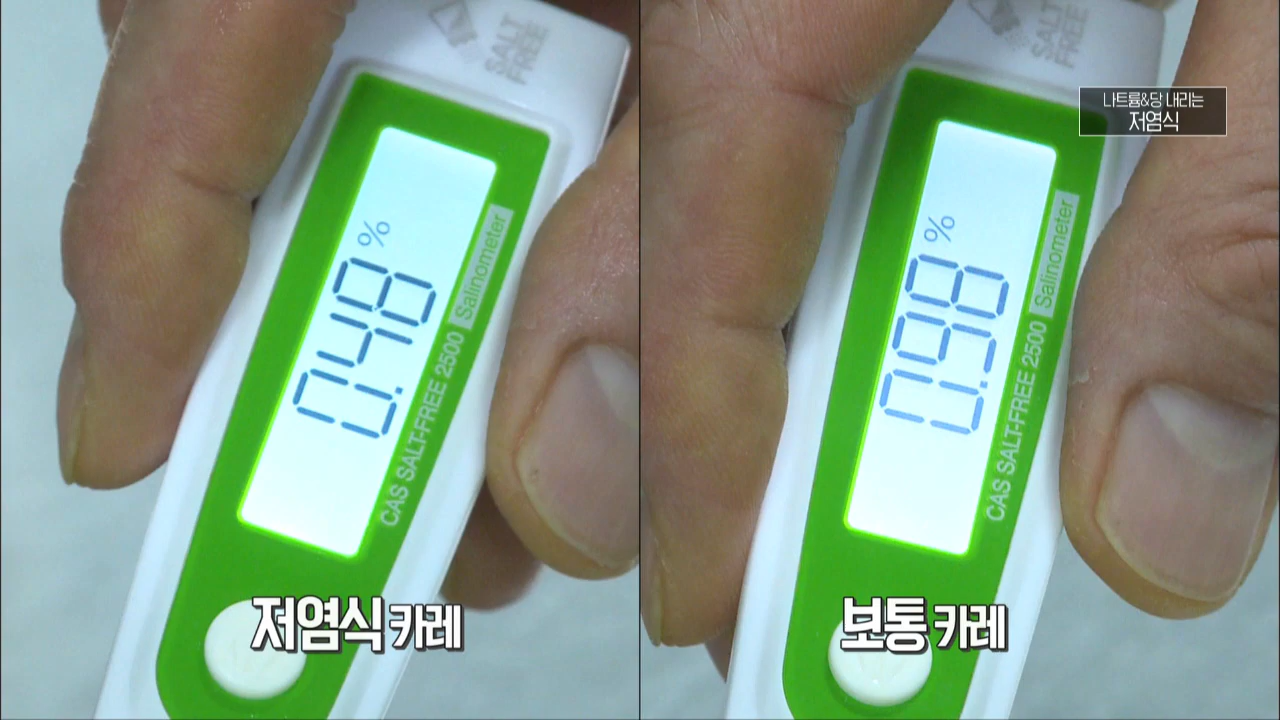 SALT
FREE
0.48 %
CAS SALT-FREE 2500 Salinometer
저염식 카레
SALT
FREE
0.98 %
CAS SALT-FREE 2500 Salinometer
보통 카레
나트륨&당 내리는
저염식